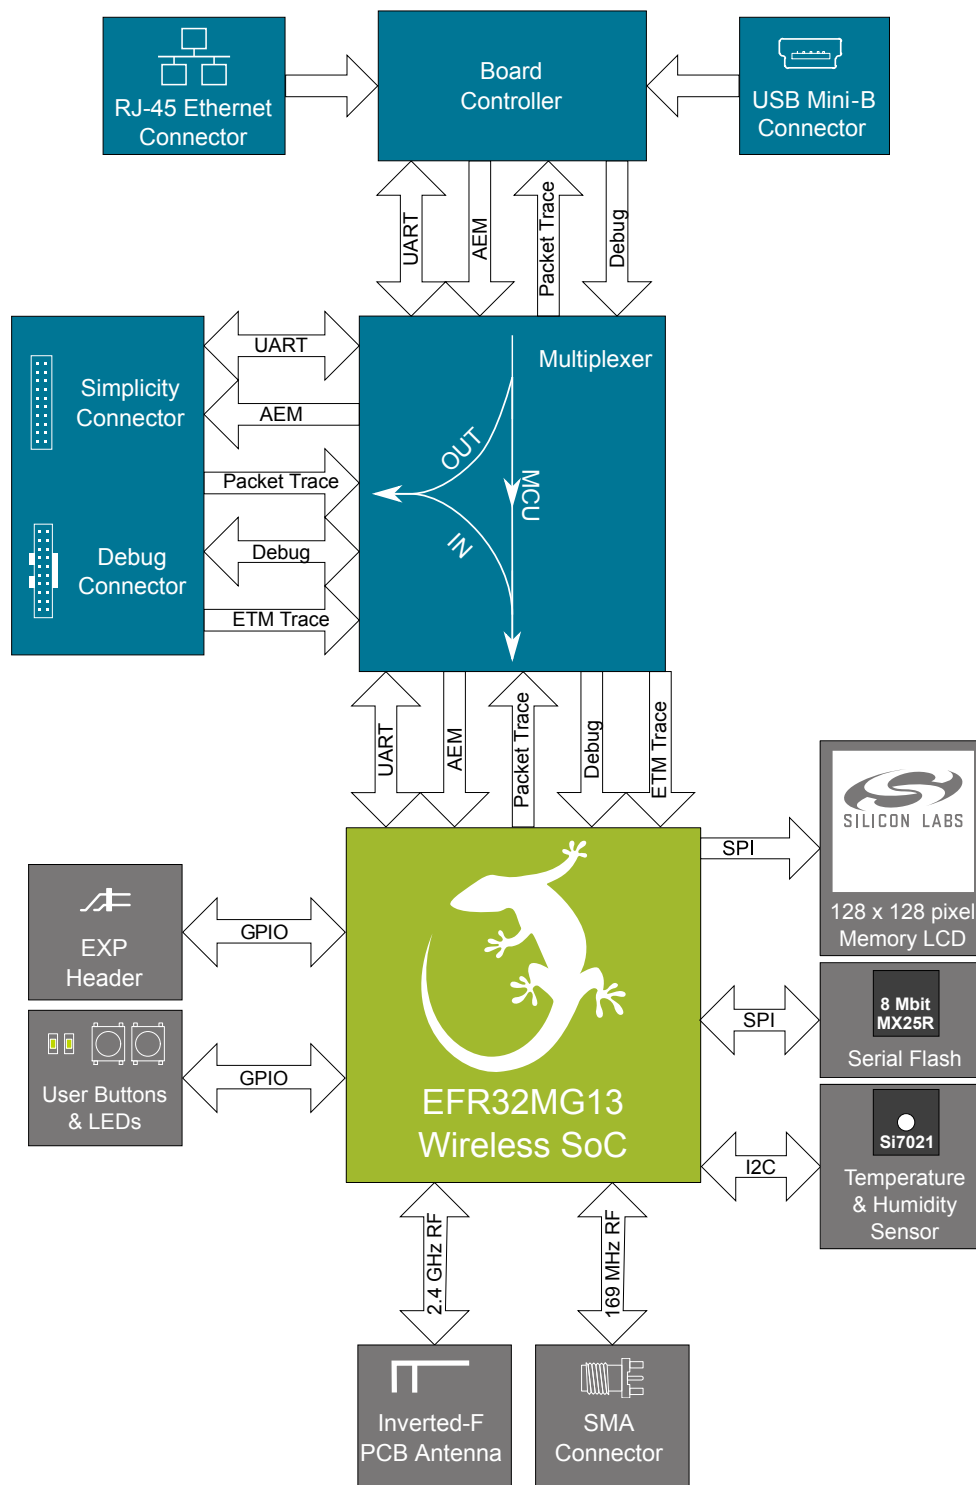 RJ-45 Ethernet
Connector
Board
Controller
USB Mini-B
Connector
UART
AEM
Packet Trace
Debug
Simplicity
Connector
Debug
Connector
UART
AEM
Packet Trace
Debug
ETM Trace
Multiplexer
OUT
MCU
IN
UART
AEM
Packet Trace
Debug
ETM Trace
EXP
Header
User Buttons
& LEDs
GPIO
GPIO
EFR32MG13
Wireless SoC
SPI
SPI
I2C
SILICON LABS
128 x 128 pixel
Memory LCD
8 Mbit
MX25R
Serial Flash
Si7021
Temperature
& Humidity
Sensor
2.4 GHz RF
169 MHz RF
Inverted-F
PCB Antenna
SMA
Connector